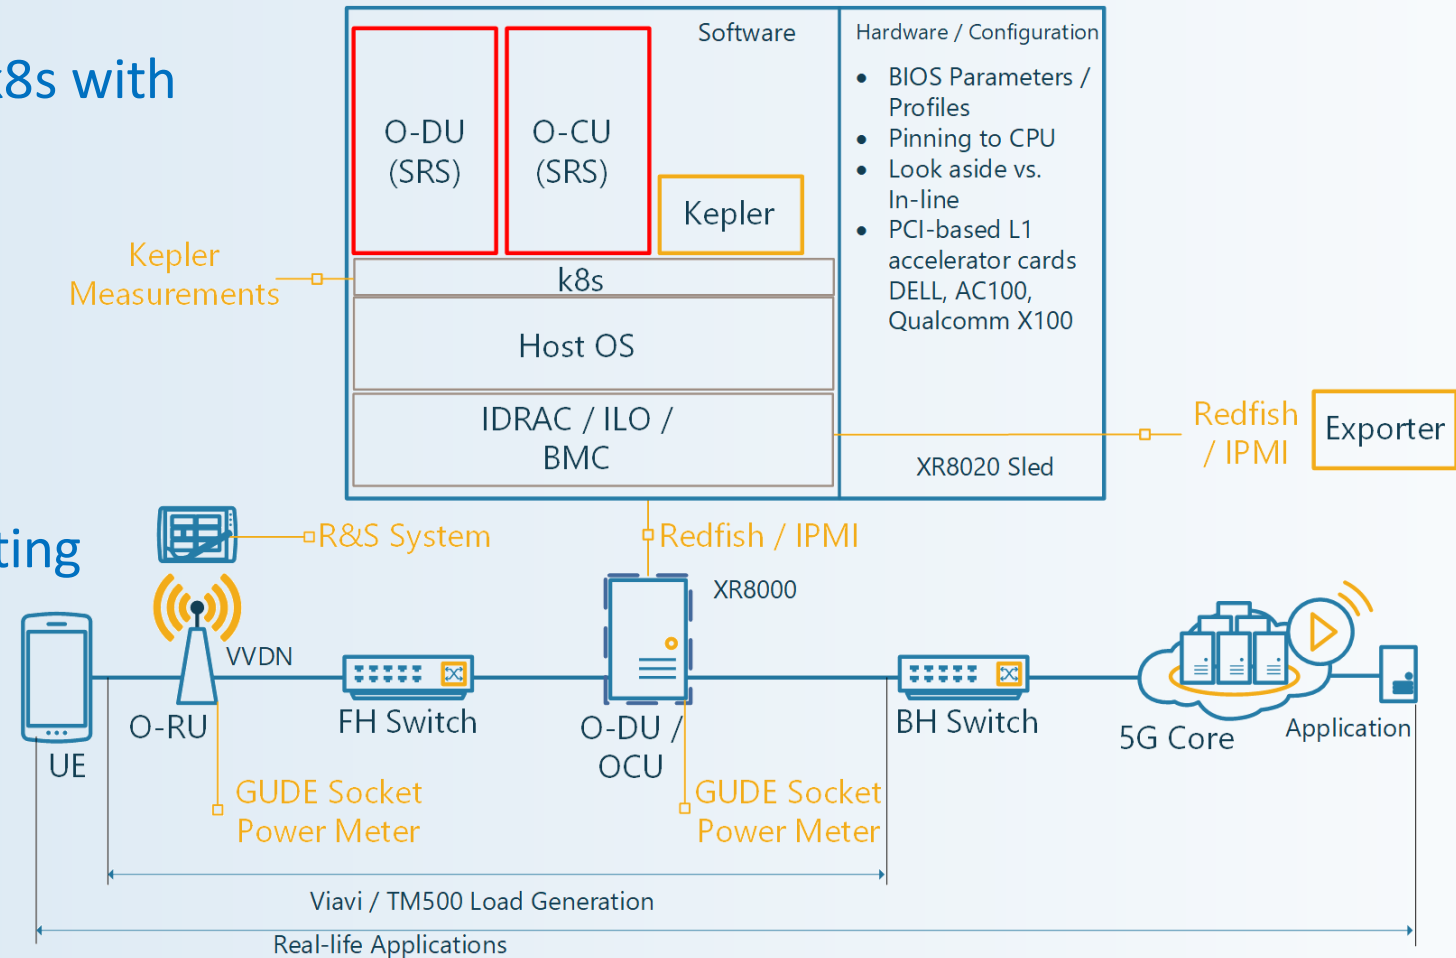 k8s with
ting
Software
O-DU
(SRS)
O-CU
(SRS)
Kepler
Kepler
Measurements
k8s
Host OS
IDRAC / ILO /
BMC
Hardware / Configuration
• BIOS Parameters /
Profiles
• Pinning to CPU
• Look aside vs.
In-line
• PCI-based L1
accelerator cards
DELL, AC100,
Qualcomm X100
XR8020 Sled
Redfish
/ IPMI
Exporter
R&S System
Redfish / IPMI
XR8000
VVDN
UE
O-RU
FH Switch
O-DU /
OCU
BH Switch
5G Core
Application
GUDE Socket
Power Meter
GUDE Socket
Power Meter
Viavi / TM500 Load Generation
Real-life Applications